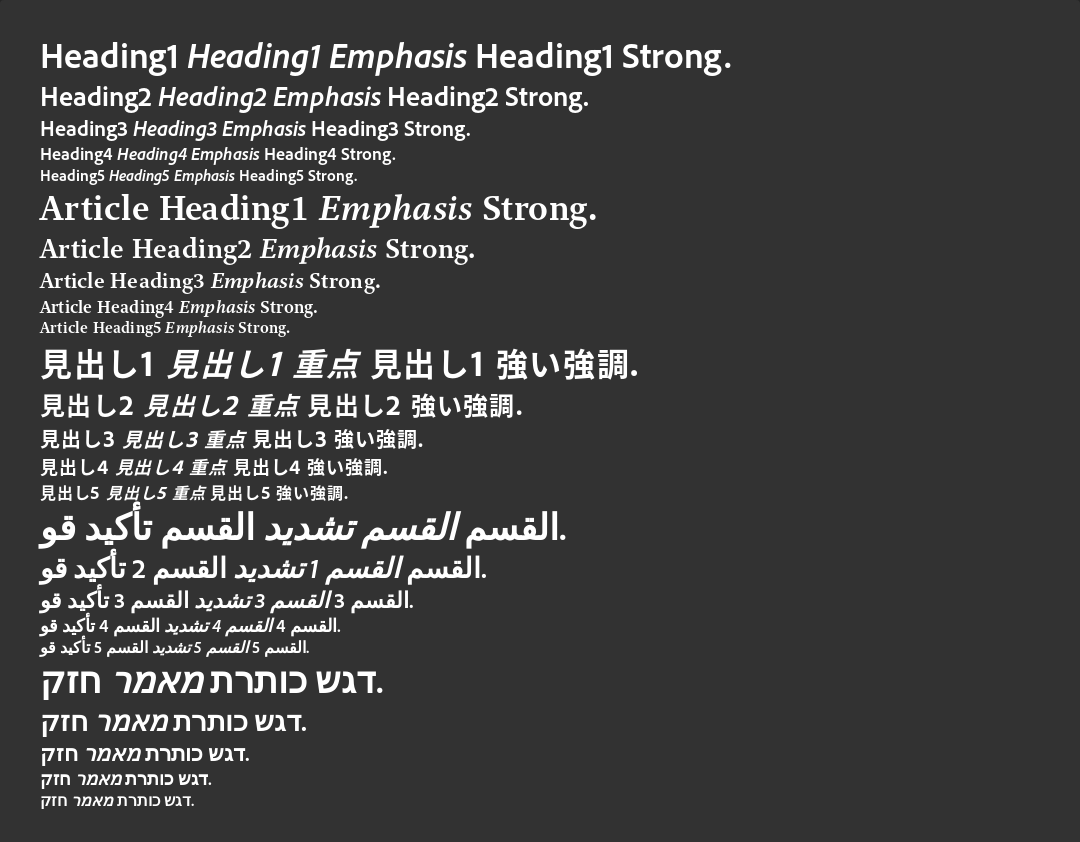 Heading1 Heading1 Emphasis Heading1 Strong.
Heading2 Heading2 Emphasis Heading2 Strong.
Heading3 Heading3 Emphasis Heading3 Strong.
Heading4 Heading4 Emphasis Heading4 Strong.
Heading5 Heading5 Emphasis Heading5 Strong.
Article Heading1 Emphasis Strong.
Article Heading2 Emphasis Strong.
Article Heading3 Emphasis Strong.
Article Heading4 Emphasis Strong.
Article Heading5 Emphasis Strong.
見出し1 見出し1 重点 見出し1 強い強調.
見出し2 見出し2 重点 見出し2 強い強調.
見出し3 見出し3 重点 見出し3 強い強調.
見出し4 見出し4 重点 見出し4 強い強調.
見出し5 見出し5 重点 見出し5 強い強調.
القسم القسم تشديد القسم تأكيد قو.
القسم القسم 1 تشديد القسم 2 تأكيد قو.
القسم 3 القسم 3 تشديد القسم 3 تأكيد قو.
القسم 4 القسم 4 تشديد القسم 4 تأكيد قو.
القسم 5 القسم 5 تشديد القسم 5 تأكيد قو.
דגש כותרת מאמר חזק.
דגש כותרת מאמר חזק.
דגש כותרת מאמר חזק.
דגש כותרת מאמר חזק.
דגש כותרת מאמר חזק.